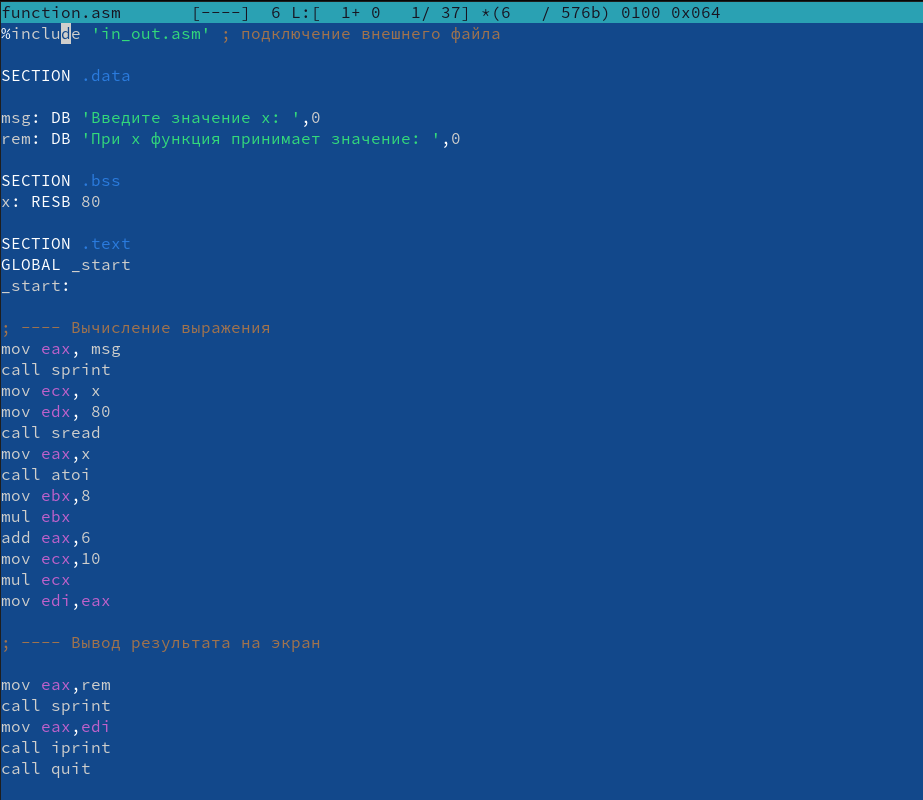 function.asm       [----]  6 L:[  1+ 0   1/ 37] *(6   / 576b) 0100 0x064
%include 'in_out.asm' ; подключение внешнего файла
SECTION .data
msg: DB 'Введите значение x: ',0
rem: DB 'При x функция принимает значение: ',0
SECTION .bss
x: RESB 80
SECTION .text
GLOBAL _start
_start:
; ---- Вычисление выражения
mov eax, msg
call sprint
mov ecx, x
mov edx, 80
call sread
mov eax,x
call atoi
mov ebx,8
mul ebx
add eax,6
mov ecx,10
mul ecx
mov edi,eax
; ---- Вывод результата на экран
mov eax,rem
call sprint
mov eax,edi
call iprint
call quit